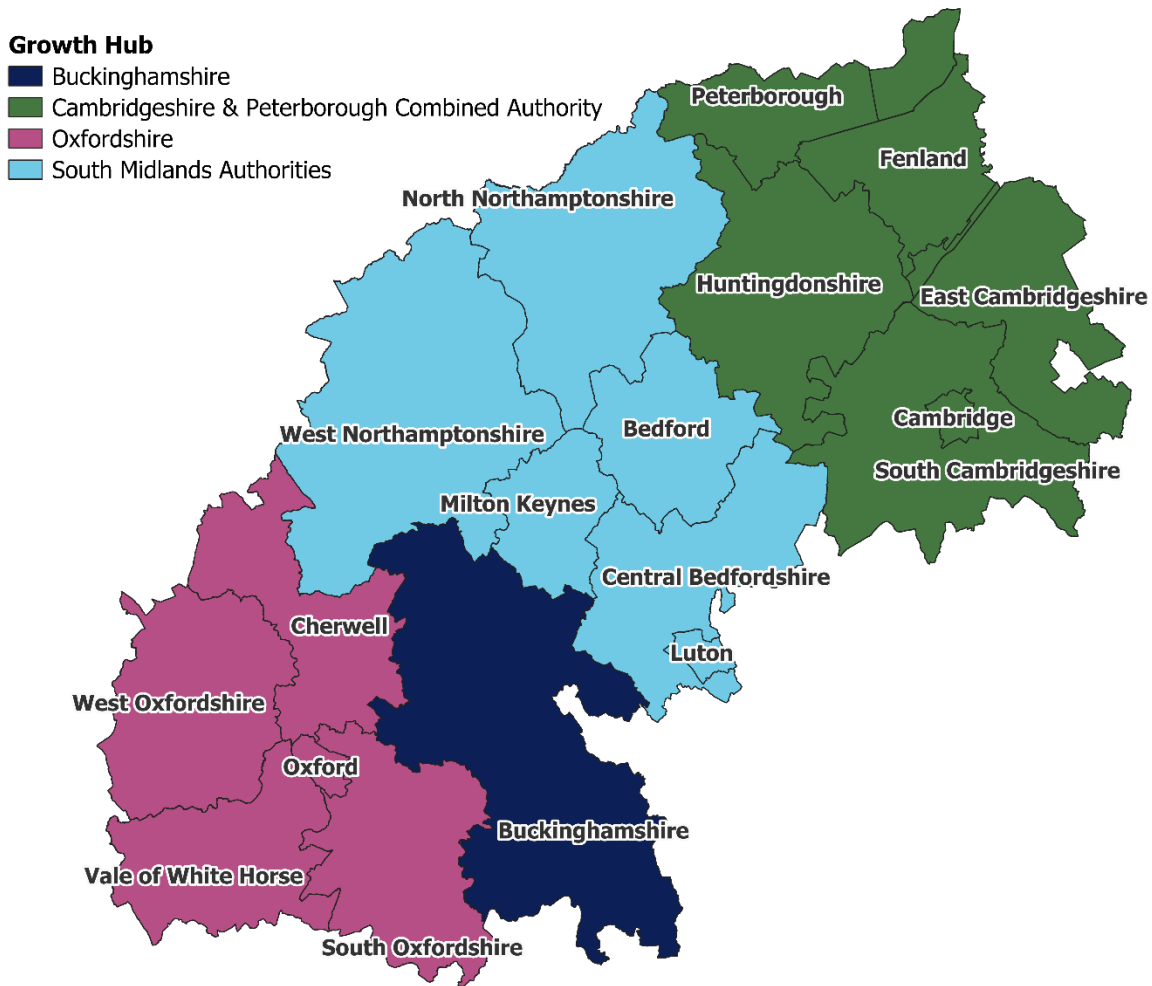 Growth Hub
Buckinghamshire
Cambridgeshire & Peterborough Combined Authority
Oxfordshire
South Midlands Authorities
Peterborough
Fenland
North Northamptonshire
Huntingdonshire
East Cambridgeshire
Cambridge
Bedford
West Northamptonshire
South Cambridgeshire
Milton Keynes
Central Bedfordshire
Cherwell
Luton
West Oxfordshire
Oxford
Buckinghamshire
Vale of White Horse
South Oxfordshire